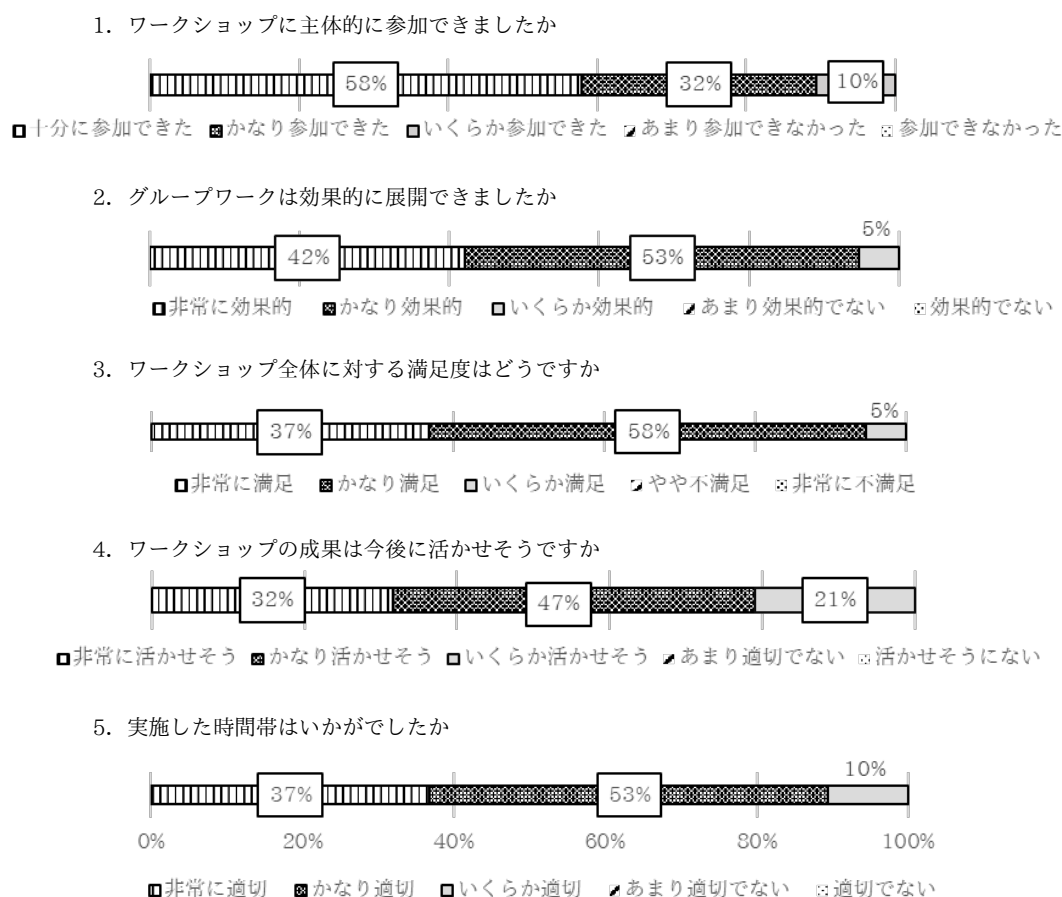 1. ワークショップに主体的に参加できましたか
58% 32% 10%
十分に参加できた かなり参加できた いくらか参加できた あまり参加できなかった 参加できなかった
2. グループワークは効果的に展開できましたか
5%
42% 53%
非常に効果的 かなり効果的 いくらか効果的 あまり効果的でない 効果的でない
3. ワークショップ全体に対する満足度はどうですか
5%
37% 58%
非常に満足 かなり満足 いくらか満足 やや不満足 非常に不満足
4. ワークショップの成果は今後に活かせそうですか
32% 47% 21%
非常に活かせそう かなり活かせそう いくらか活かせそう あまり適切でない 活かせそうにない
5. 実施した時間帯はいかがでしたか
10%
37% 53%
0% 20% 40% 60% 80% 100%
非常に適切 かなり適切 いくらか適切 あまり適切でない 適切でない